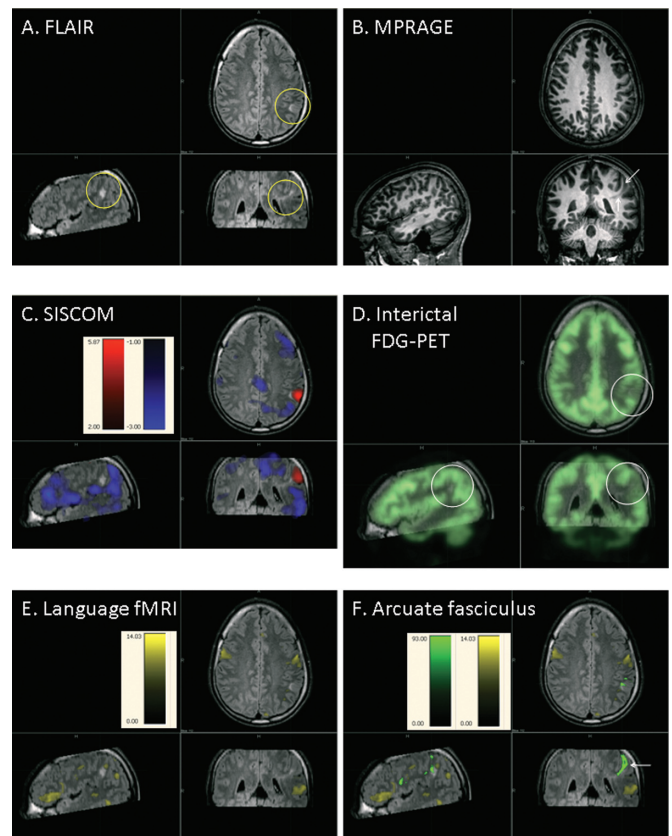 A. FLAIR
B. MPRAGE
C. SISCOM
5.87
-1.00
2.00
-3.00
D. Interictal
FDG-PET
E. Language fMRI
14.03
0.00
F. Arcuate fasciculus
93.00
14.03
0.00
0.00